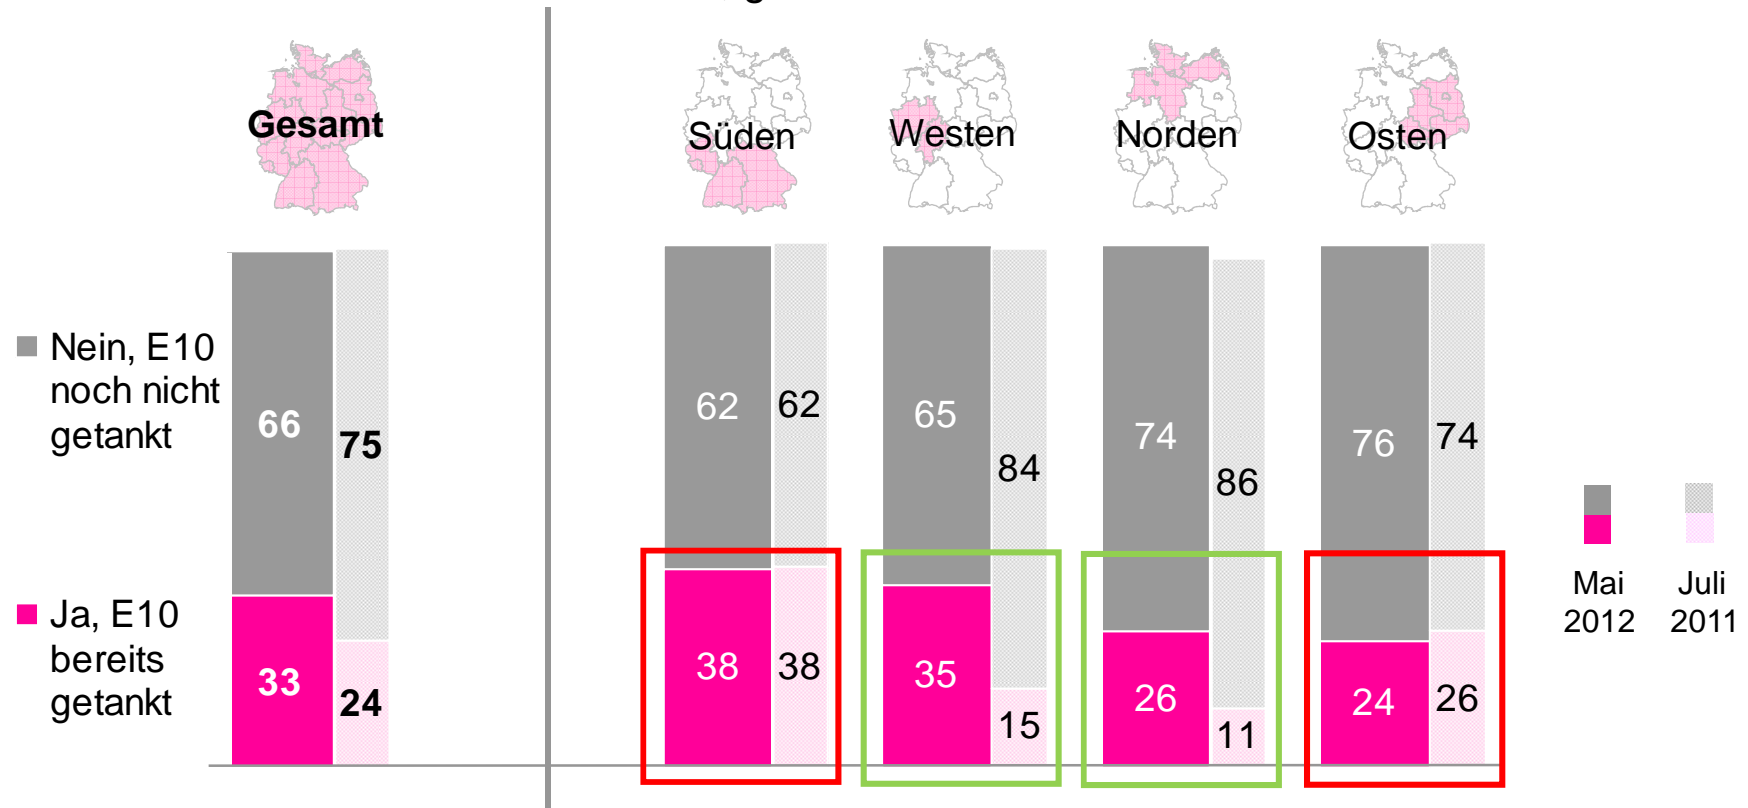 Gesamt
Süden
Westen
Norden
Osten
Nein, E10
noch nicht
getankt
66
75
62
62
65
84
74
86
76
74
Ja, E10
bereits
getankt
33
24
38
38
35
15
26
11
24
26
Mai
2012
Juli
2011